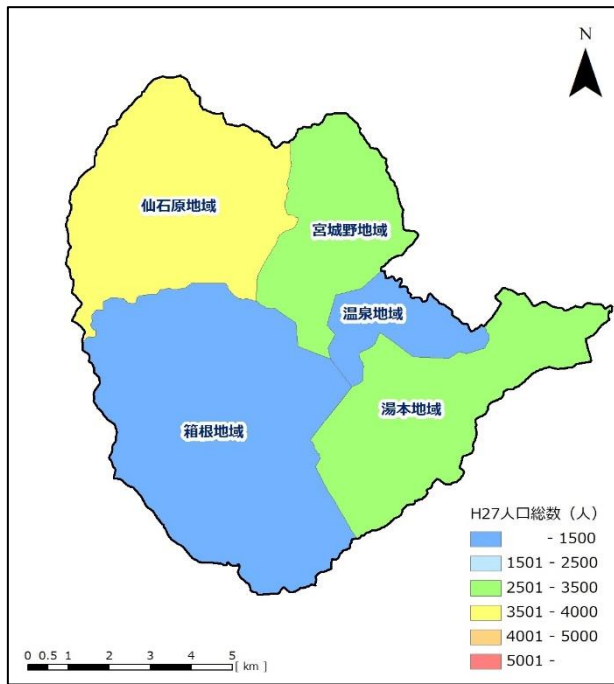 N
仙石原地域
宮城野地域
温泉地域
湯本地域
箱根地域
H27人口総数（人）
- 1500
1501 - 2500
2501 - 3500
3501 - 4000
4001 - 5000
5001 -
0 0.5 1 2 3 4 5
[ km ]